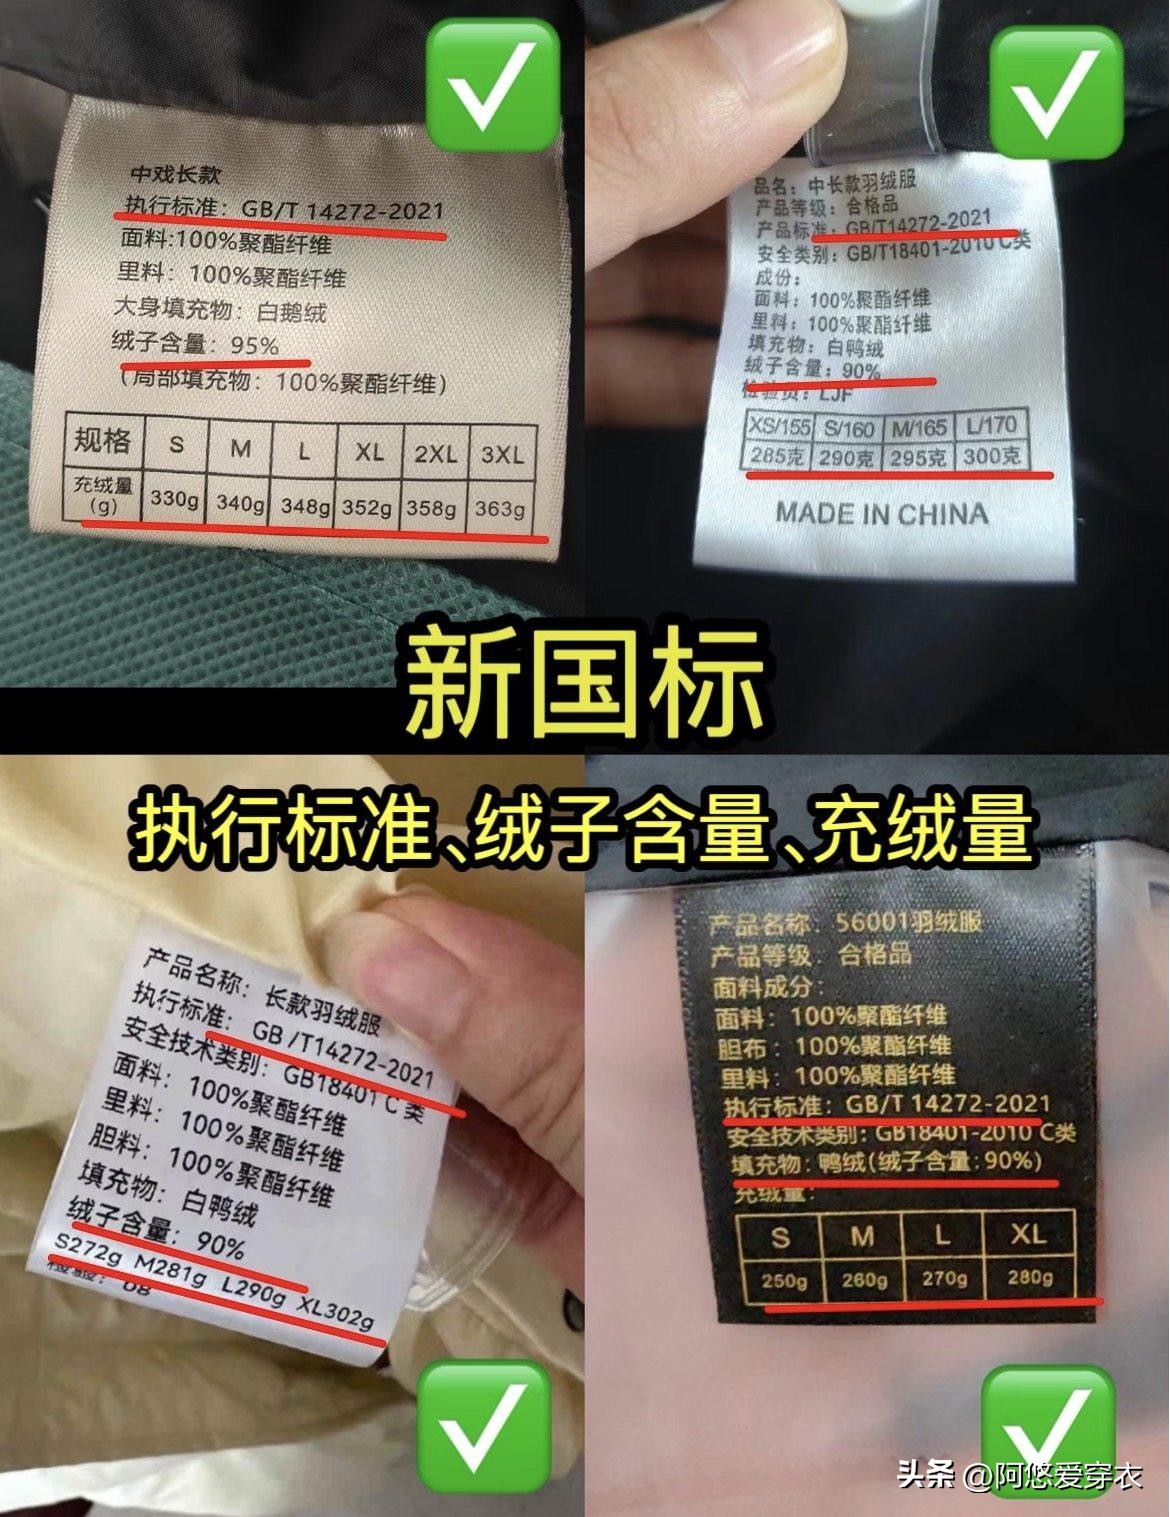 中戏长款
执行标准：GB/T 14272-2021
面料:100%聚酯纤维
里料：100%聚酯纤维
大身填充物：白鹅绒
绒子含量：95%
（局部填充物：100%聚酯纤维）
规格 S M L XL 2XL 3XL
充绒量（g） 330g 340g 348g 352g 358g 363g
品名：中长款羽绒服
产品等级：合格品
产品标准：GB/T14272-2021
安全类别：GB/T18401-2010 C类
成份：
面料：100%聚酯纤维
里料：100%聚酯纤维
填充物：白鸭绒
绒子含量：90%
检验员：LJF
XS/155 S/160 M/165 L/170
285克 290克 295克 300克
MADE IN CHINA
新国标
执行标准、绒子含量、充绒量
产品名称：长款羽绒服
执行标准：GB /T14272-2021
安全技术类别：GB18401 C 类
面料：100%聚酯纤维
里料：100%聚酯纤维
胆料：100%聚酯纤维
填充物：白鸭绒
绒子含量：90%
S272g M281g L290g XL302g
检验：08
产品名称：56001羽绒服
产品等级：合格品
面料成分：
面料：100%聚酯纤维
胆布：100%聚酯纤维
里料：100%聚酯纤维
执行标准：GB/T 14272-2021
安全技术类别：GB18401-2010 C类
填充物：鸭绒(绒子含量:90%)
充绒量：
S M L XL
250g 260g 270g 280g
头条 @阿悠爱穿衣